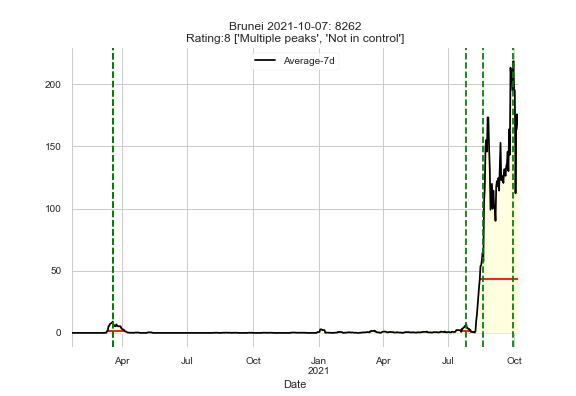 Brunei 2021-10-07: 8262
Rating:8 ['Multiple peaks', 'Not in control']
Average-7d
200
150
100
50
0
Apr Jul Oct Jan Apr Jul Oct
2021
Date